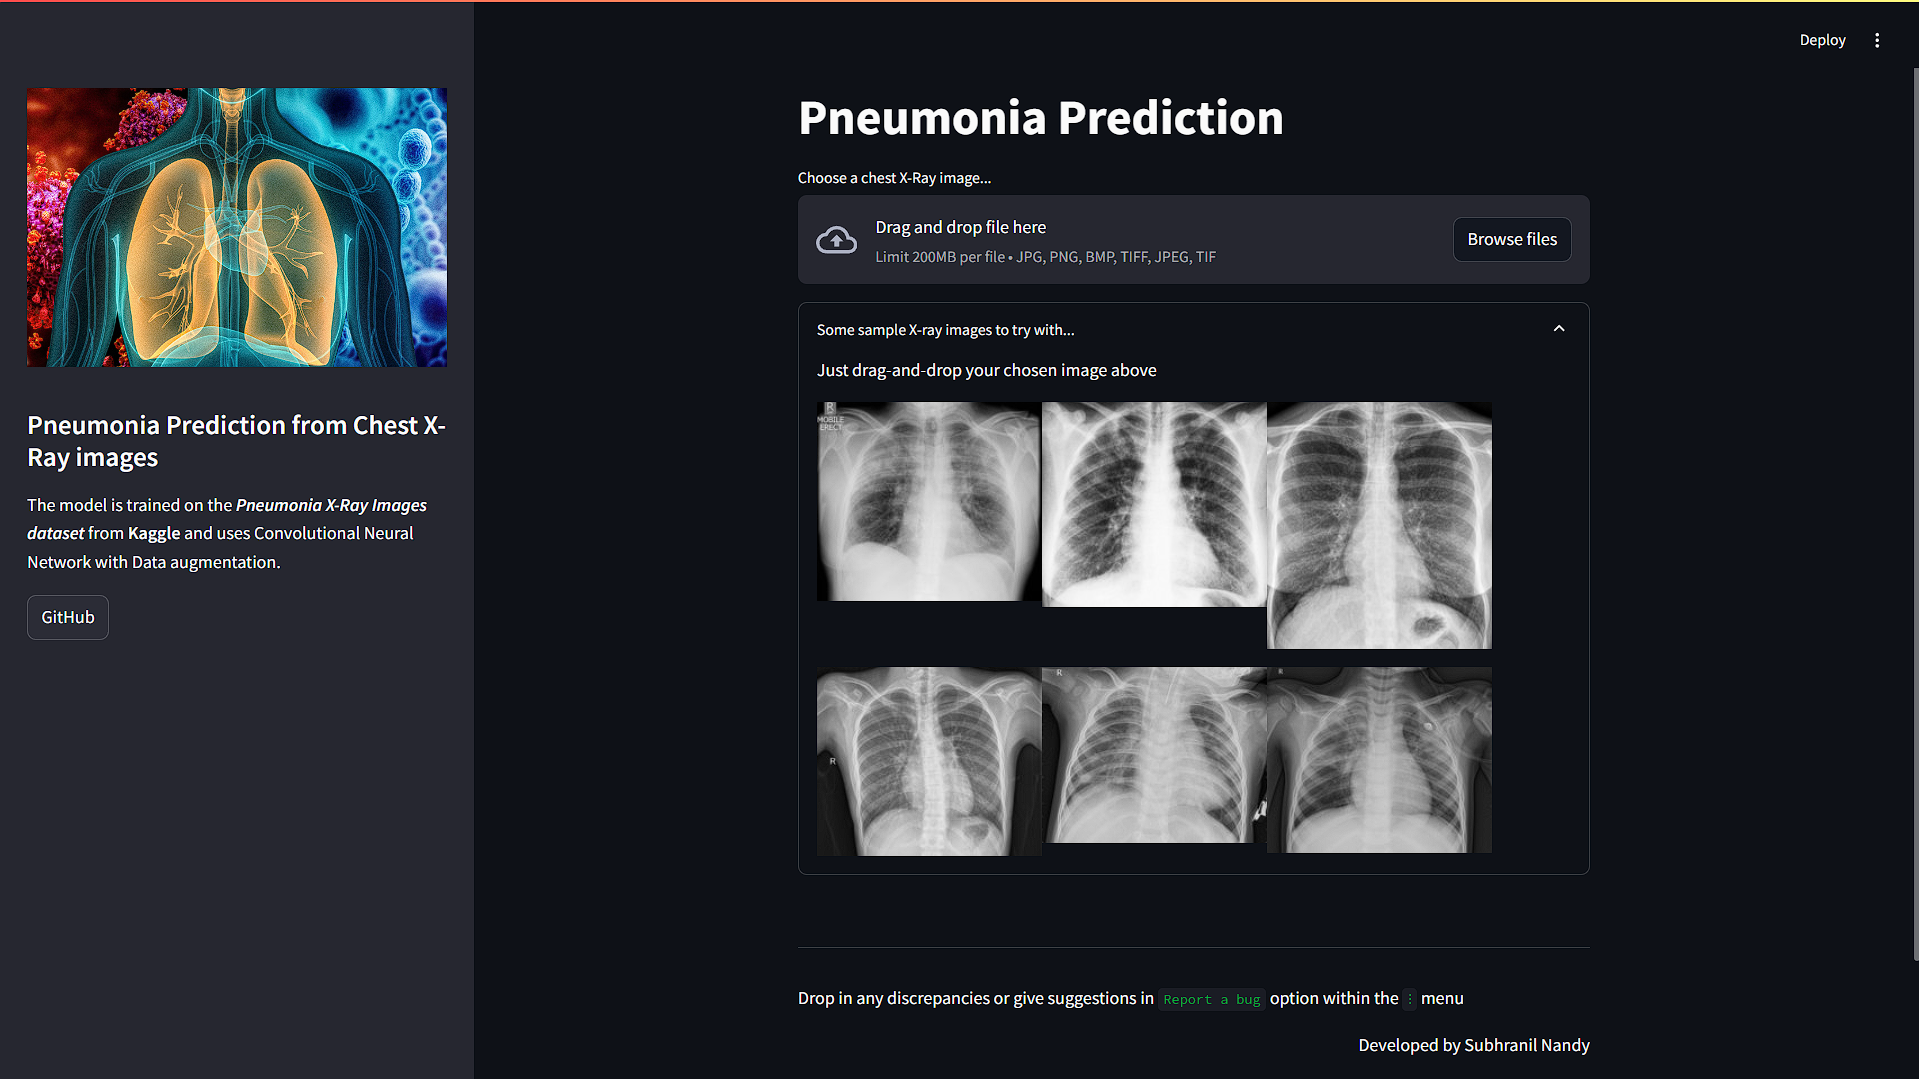 Deploy
Pneumonia Prediction from Chest X-
Ray images
The model is trained on the Pneumonia X-Ray Images
dataset from Kaggle and uses Convolutional Neural
Network with Data augmentation.
GitHub
Pneumonia Prediction
Choose a chest X-Ray image...
Drag and drop file here
Limit 200MB per file • JPG, PNG, BMP, TIFF, JPEG, TIF
Browse files
Some sample X-ray images to try with...
Just drag-and-drop your chosen image above
R
MOBILE
ERECT
R
R
R
Drop in any discrepancies or give suggestions in Report a bug option within the ⋮ menu
Developed by Subhranil Nandy